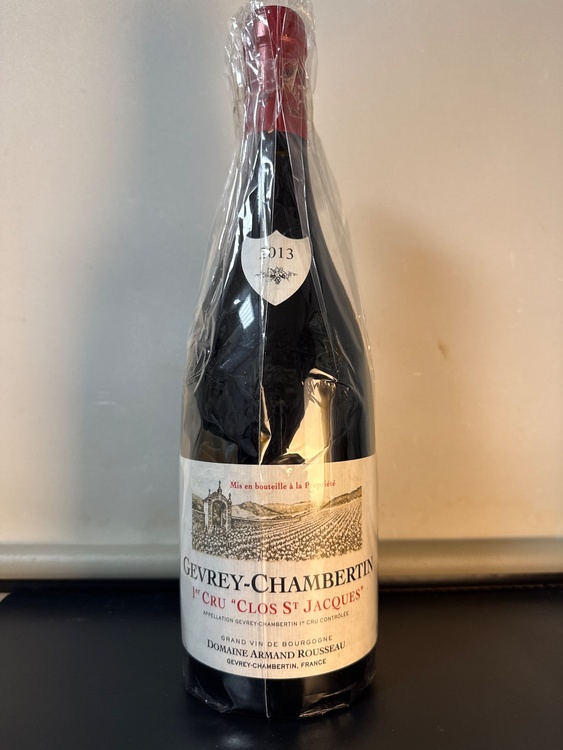 2013
Mis en bouteille à la Propriété
GEVREY-CHAMBERTIN
1er CRU "CLOS ST JACQUES"
APPELLATION GEVREY-CHAMBERTIN 1er CRU CONTRÔLÉE
GRAND VIN DE BOURGOGNE
DOMAINE ARMAND ROUSSEAU
GEVREY-CHAMBERTIN, FRANCE